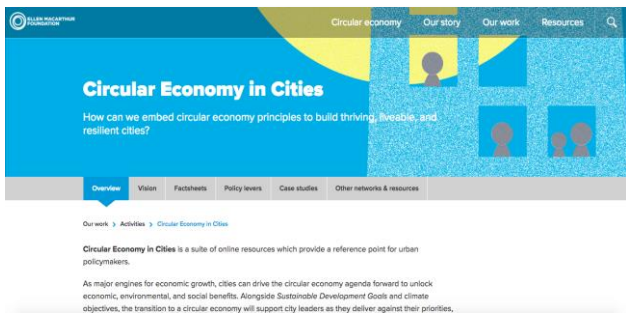 ELLEN MACARTHUR
FOUNDATION
Circular economy Our story Our work Resources
Circular Economy in Cities
How can we embed circular economy principles to build thriving, liveable, and
resilient cities?
Overview Vision Factsheets Policy levers Case studies Other networks & resources
Our work > Activities > Circular Economy in Cities
Circular Economy in Cities is a suite of online resources which provide a reference point for urban
policymakers.
As major engines for economic growth, cities can drive the circular economy agenda forward to unlock
economic, environmental, and social benefits. Alongside Sustainable Development Goals and climate
objectives, the transition to a circular economy will support city leaders as they deliver against their priorities,